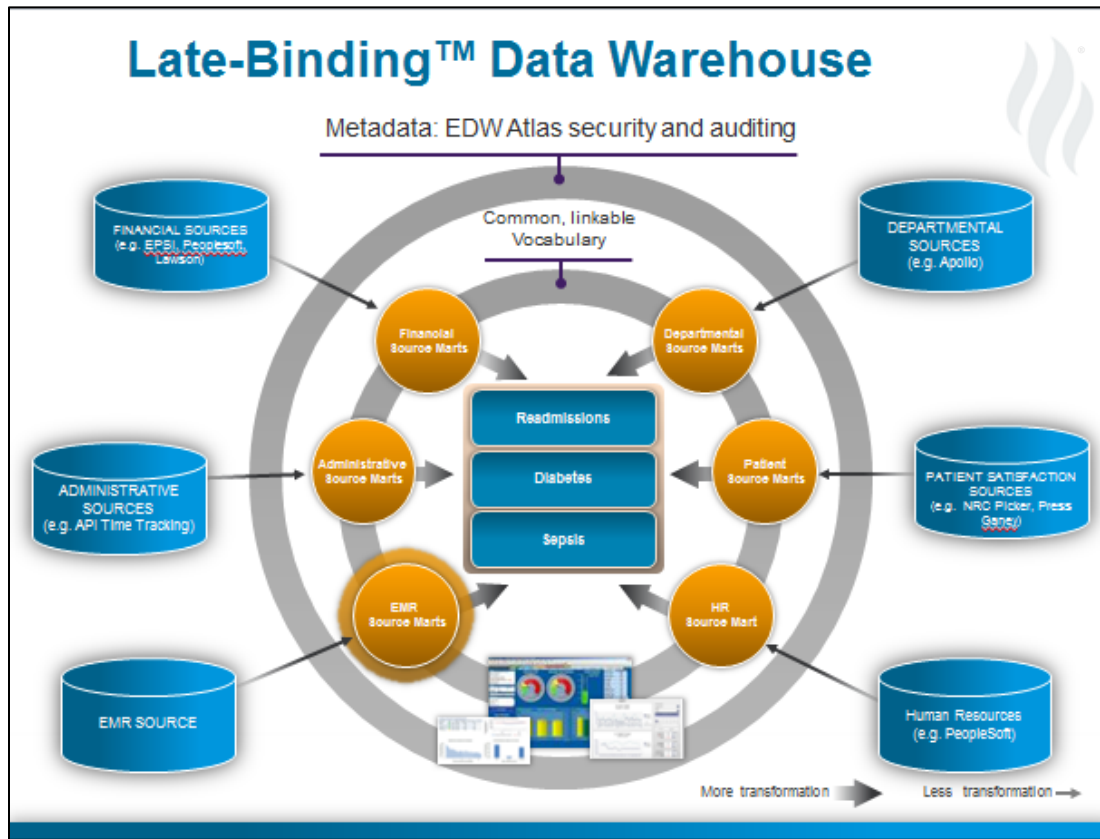 Late-Binding™ Data Warehouse
Metadata: EDW Atlas security and auditing
Common, linkable
Vocabulary
FINANCIAL SOURCES
(e.g. EPSI, Peoplesoft,
Lawson)
DEPARTMENTAL
SOURCES
(e.g. Apollo)
Financial
Source Marts
Departmental
Source Marts
Readmissions
ADMINISTRATIVE
SOURCES
(e.g. API Time Tracking)
Administrative
Source Marts
Diabetes
Patient
Source Marts
PATIENT SATISFACTION
SOURCES
(e.g. NRC Picker, Press
Ganey)
Sepsis
EMR
Source Marts
HR
Source Mart
EMR SOURCE
Human Resources
(e.g. PeopleSoft)
More transformation
Less transformation